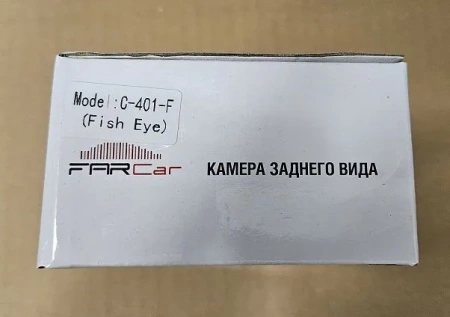 Model:C-401-F
(Fish Eye)
FARCar
КАМЕРА ЗАДНЕГО ВИДА